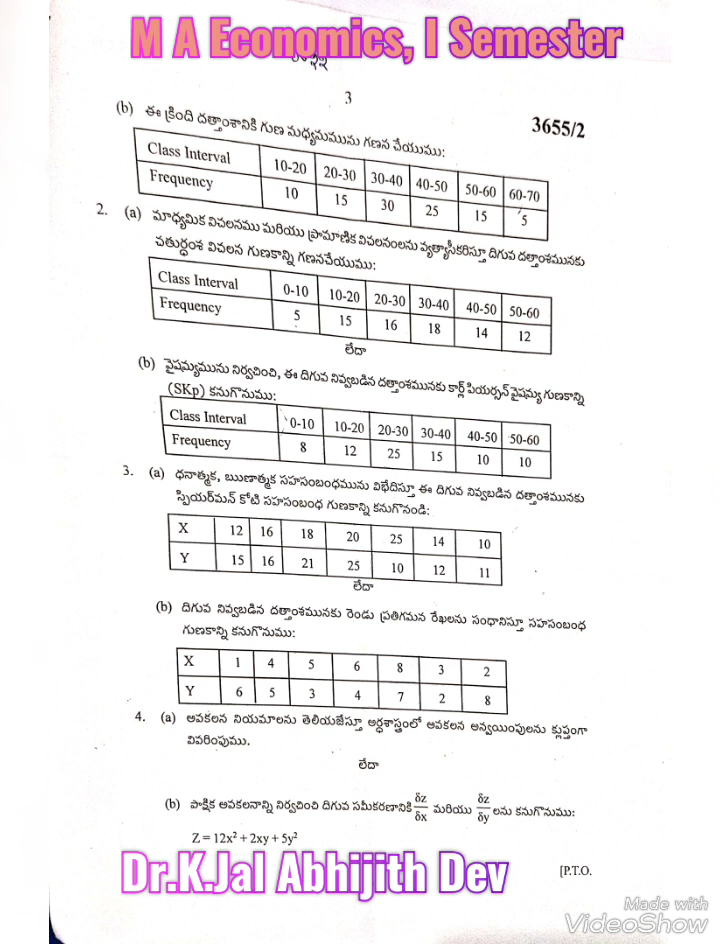 M A Economics, I Semester
3
3655/2
(b) ఈ క్రింది దత్తాంశానికి గుణ మధ్యమమును గణన చేయుము:
Class Interval 10-20 20-30 30-40 40-50 50-60 60-70
Frequency 10 15 30 25 15 5
2. (a) మాధ్యమిక విచలనము మరియు ప్రామాణిక విచలనంలను వ్యత్యాసీకరిస్తూ దిగువ దత్తాంశమునకు
చతుర్థంశ విచలన గుణకాన్ని గణనచేయుము:
Class Interval 0-10 10-20 20-30 30-40 40-50 50-60
Frequency 5 15 16 18 14 12
లేదా
(b) వైషమ్యమును నిర్వచించి, ఈ దిగువ నివ్వబడిన దత్తాంశమునకు కార్ల్ పియర్సన్ వైషమ్య గుణకాన్ని
(SKp) కనుగొనుము:
Class Interval 0-10 10-20 20-30 30-40 40-50 50-60
Frequency 8 12 25 15 10 10
3. (a) ధనాత్మక, ఋణాత్మక సహసంబంధమును విభేదిస్తూ ఈ దిగువ నివ్వబడిన దత్తాంశమునకు
స్పియర్‌మన్ కోటి సహసంబంధ గుణకాన్ని కనుగొనండి:
X 12 16 18 20 25 14 10
Y 15 16 21 25 10 12 11
లేదా
(b) దిగువ నివ్వబడిన దత్తాంశమునకు రెండు ప్రతిగమన రేఖలను సంధానిస్తూ సహసంబంధ
గుణకాన్ని కనుగొనుము:
X 1 4 5 6 8 3 2
Y 6 5 3 4 7 2 8
4. (a) అవకలన నియమాలను తెలియజేస్తూ అర్థశాస్త్రంలో అవకలన అన్వయింపులను క్లుప్తంగా
వివరింపుము.
లేదా
(b) పాక్షిక అవకలనాన్ని నిర్వచించి దిగువ సమీకరణానికి δz/δx మరియు δz/δy లను కనుగొనుము:
Z = 12x² + 2xy + 5y²
Dr.K.Jal Abhijith Dev
[P.T.O.
Made with
VideoShow